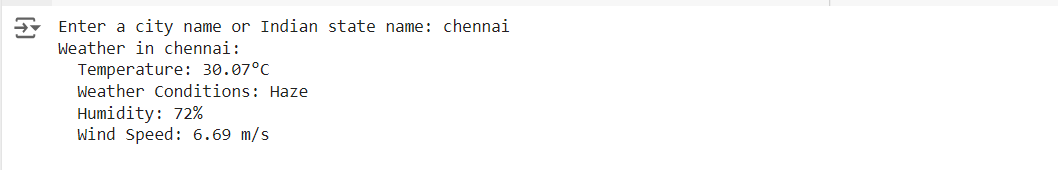 Enter a city name or Indian state name: chennai
Weather in chennai:
  Temperature: 30.07°C
  Weather Conditions: Haze
  Humidity: 72%
  Wind Speed: 6.69 m/s